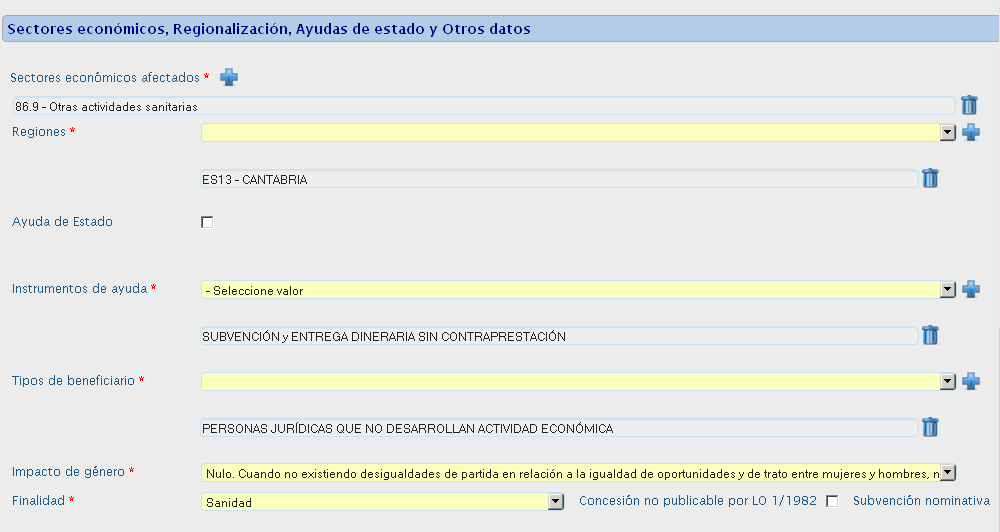 Sectores económicos, Regionalización, Ayudas de estado y Otros datos
Sectores económicos afectados *
86.9 - Otras actividades sanitarias
Regiones *
ES13 - CANTABRIA
Ayuda de Estado
Instrumentos de ayuda *
- Seleccione valor
SUBVENCIÓN y ENTREGA DINERARIA SIN CONTRAPRESTACIÓN
Tipos de beneficiario *
PERSONAS JURÍDICAS QUE NO DESARROLLAN ACTIVIDAD ECONÓMICA
Impacto de género * Nulo. Cuando no existiendo desigualdades de partida en relación a la igualdad de oportunidades y de trato entre mujeres y hombres, n
Finalidad * Sanidad Concesión no publicable por LO 1/1982 Subvención nominativa